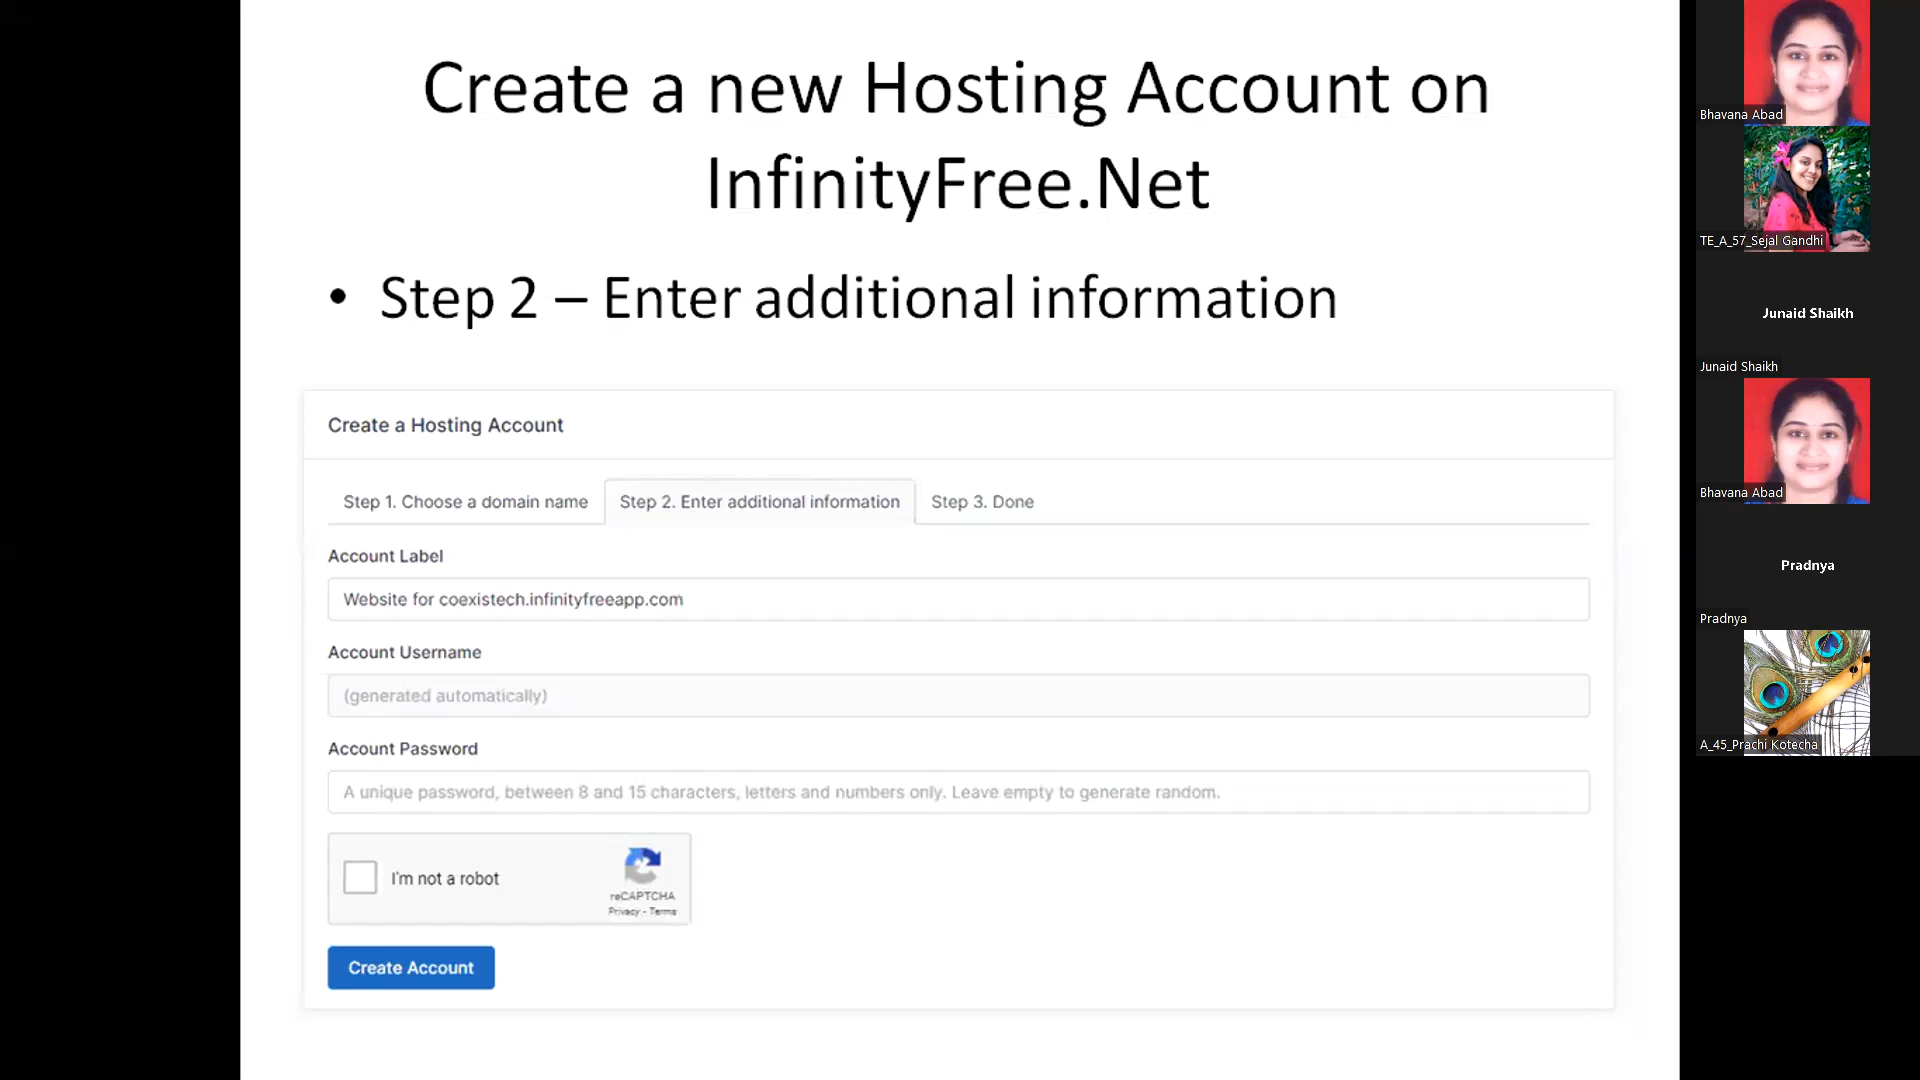 Create a new Hosting Account on
InfinityFree.Net
• Step 2 – Enter additional information
Create a Hosting Account
Step 1. Choose a domain name
Step 2. Enter additional information
Step 3. Done
Account Label
Website for coexistech.infinityfreeapp.com
Account Username
(generated automatically)
Account Password
A unique password, between 8 and 15 characters, letters and numbers only. Leave empty to generate random.
I'm not a robot
reCAPTCHA
Privacy - Terms
Create Account
Bhavana Abad
TE_A_57_Sejal Gandhi
Junaid Shaikh
Junaid Shaikh
Bhavana Abad
Pradnya
Pradnya
A_45_Prachi Kotecha